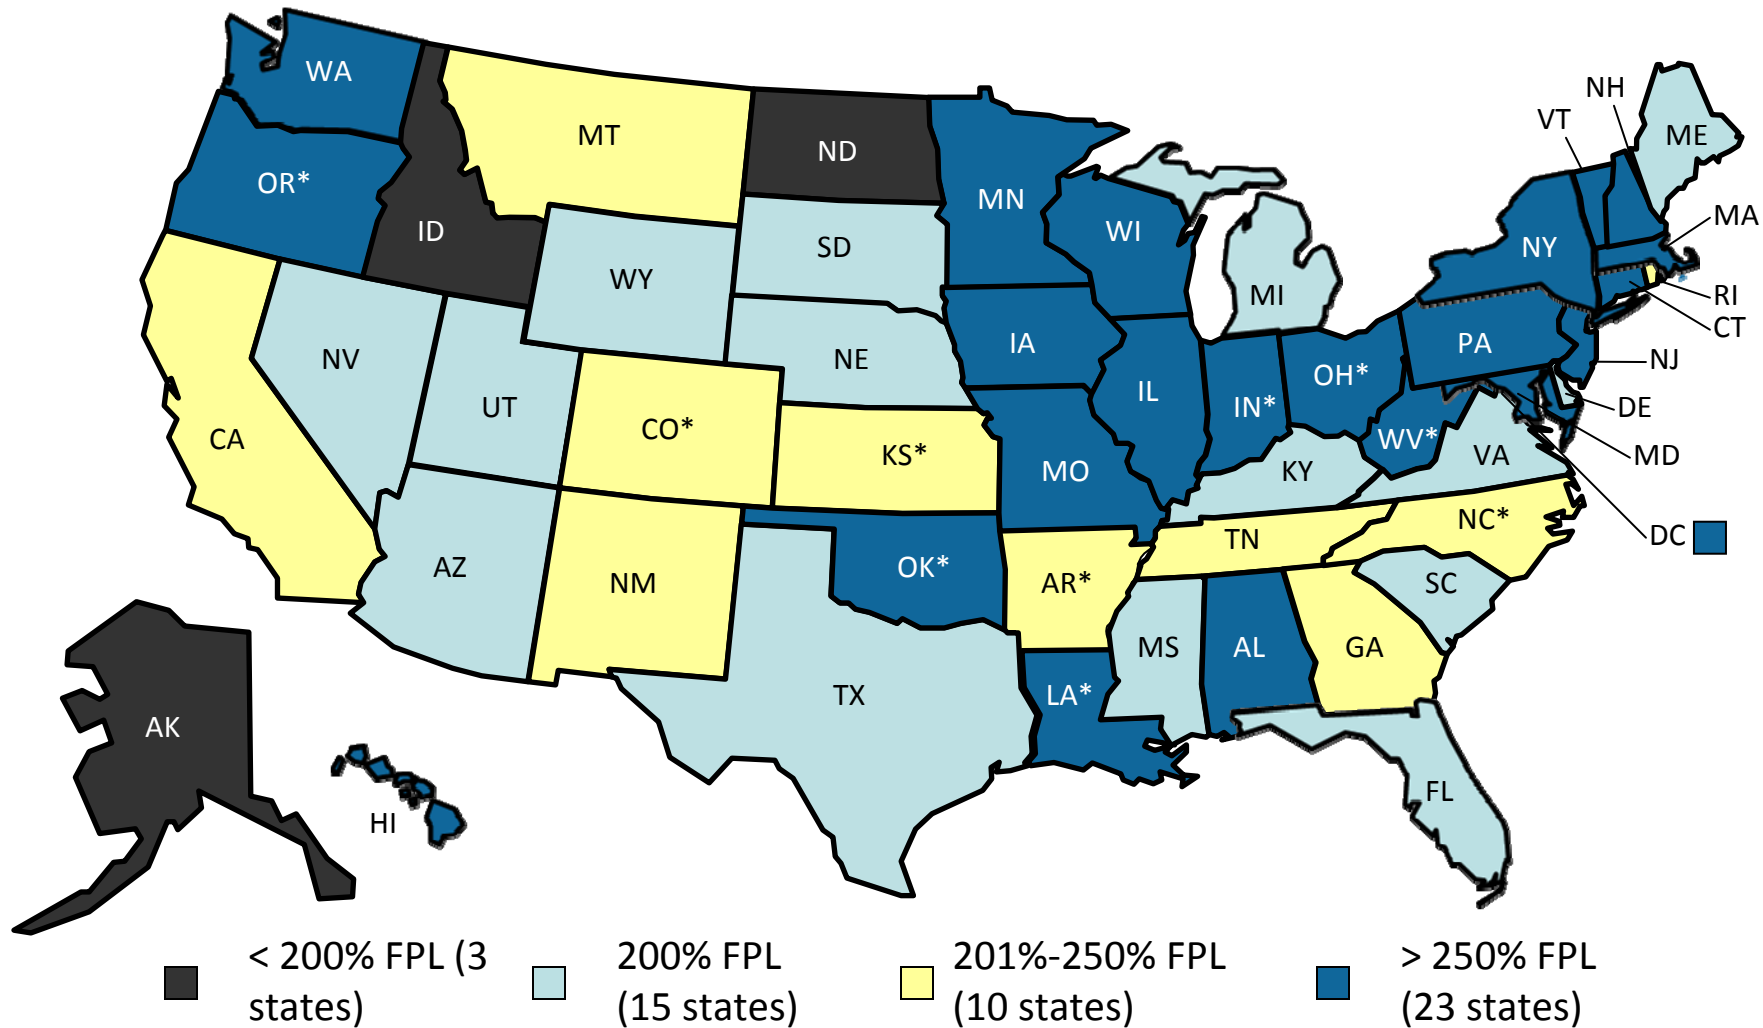 WA
NH
VT
MT
ME
ND
OR*
MN
MA
ID
WI
NY
SD
WY
MI
RI
CT
IA
PA
NV
NE
NJ
OH*
UT
IL
IN*
DE
CO*
CA
WV*
KS*
VA
MD
MO
KY
NC*
DC
TN
AZ
OK*
NM
AR*
SC
MS
AL
GA
TX
LA*
AK
FL
HI
< 200% FPL (3
states)
200% FPL
(15 states)
201%-250% FPL
(10 states)
> 250% FPL
(23 states)